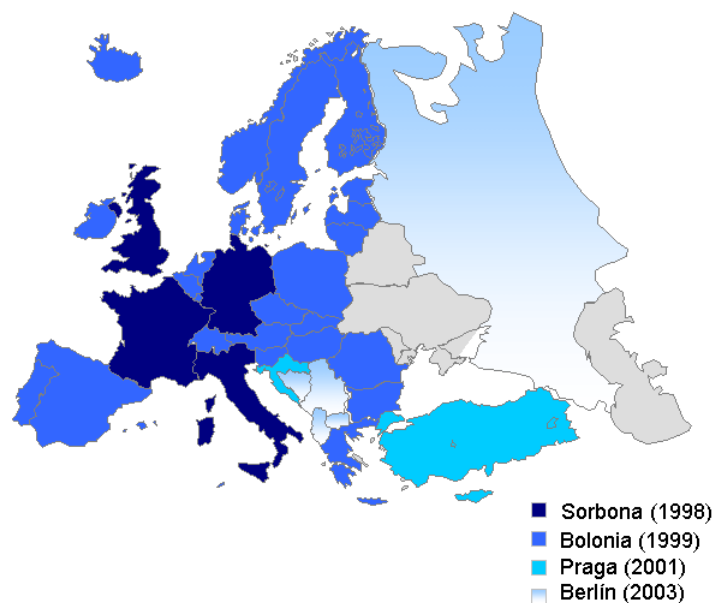 Sorbona (1998)
Bolonia (1999)
Praga (2001)
Berlín (2003)